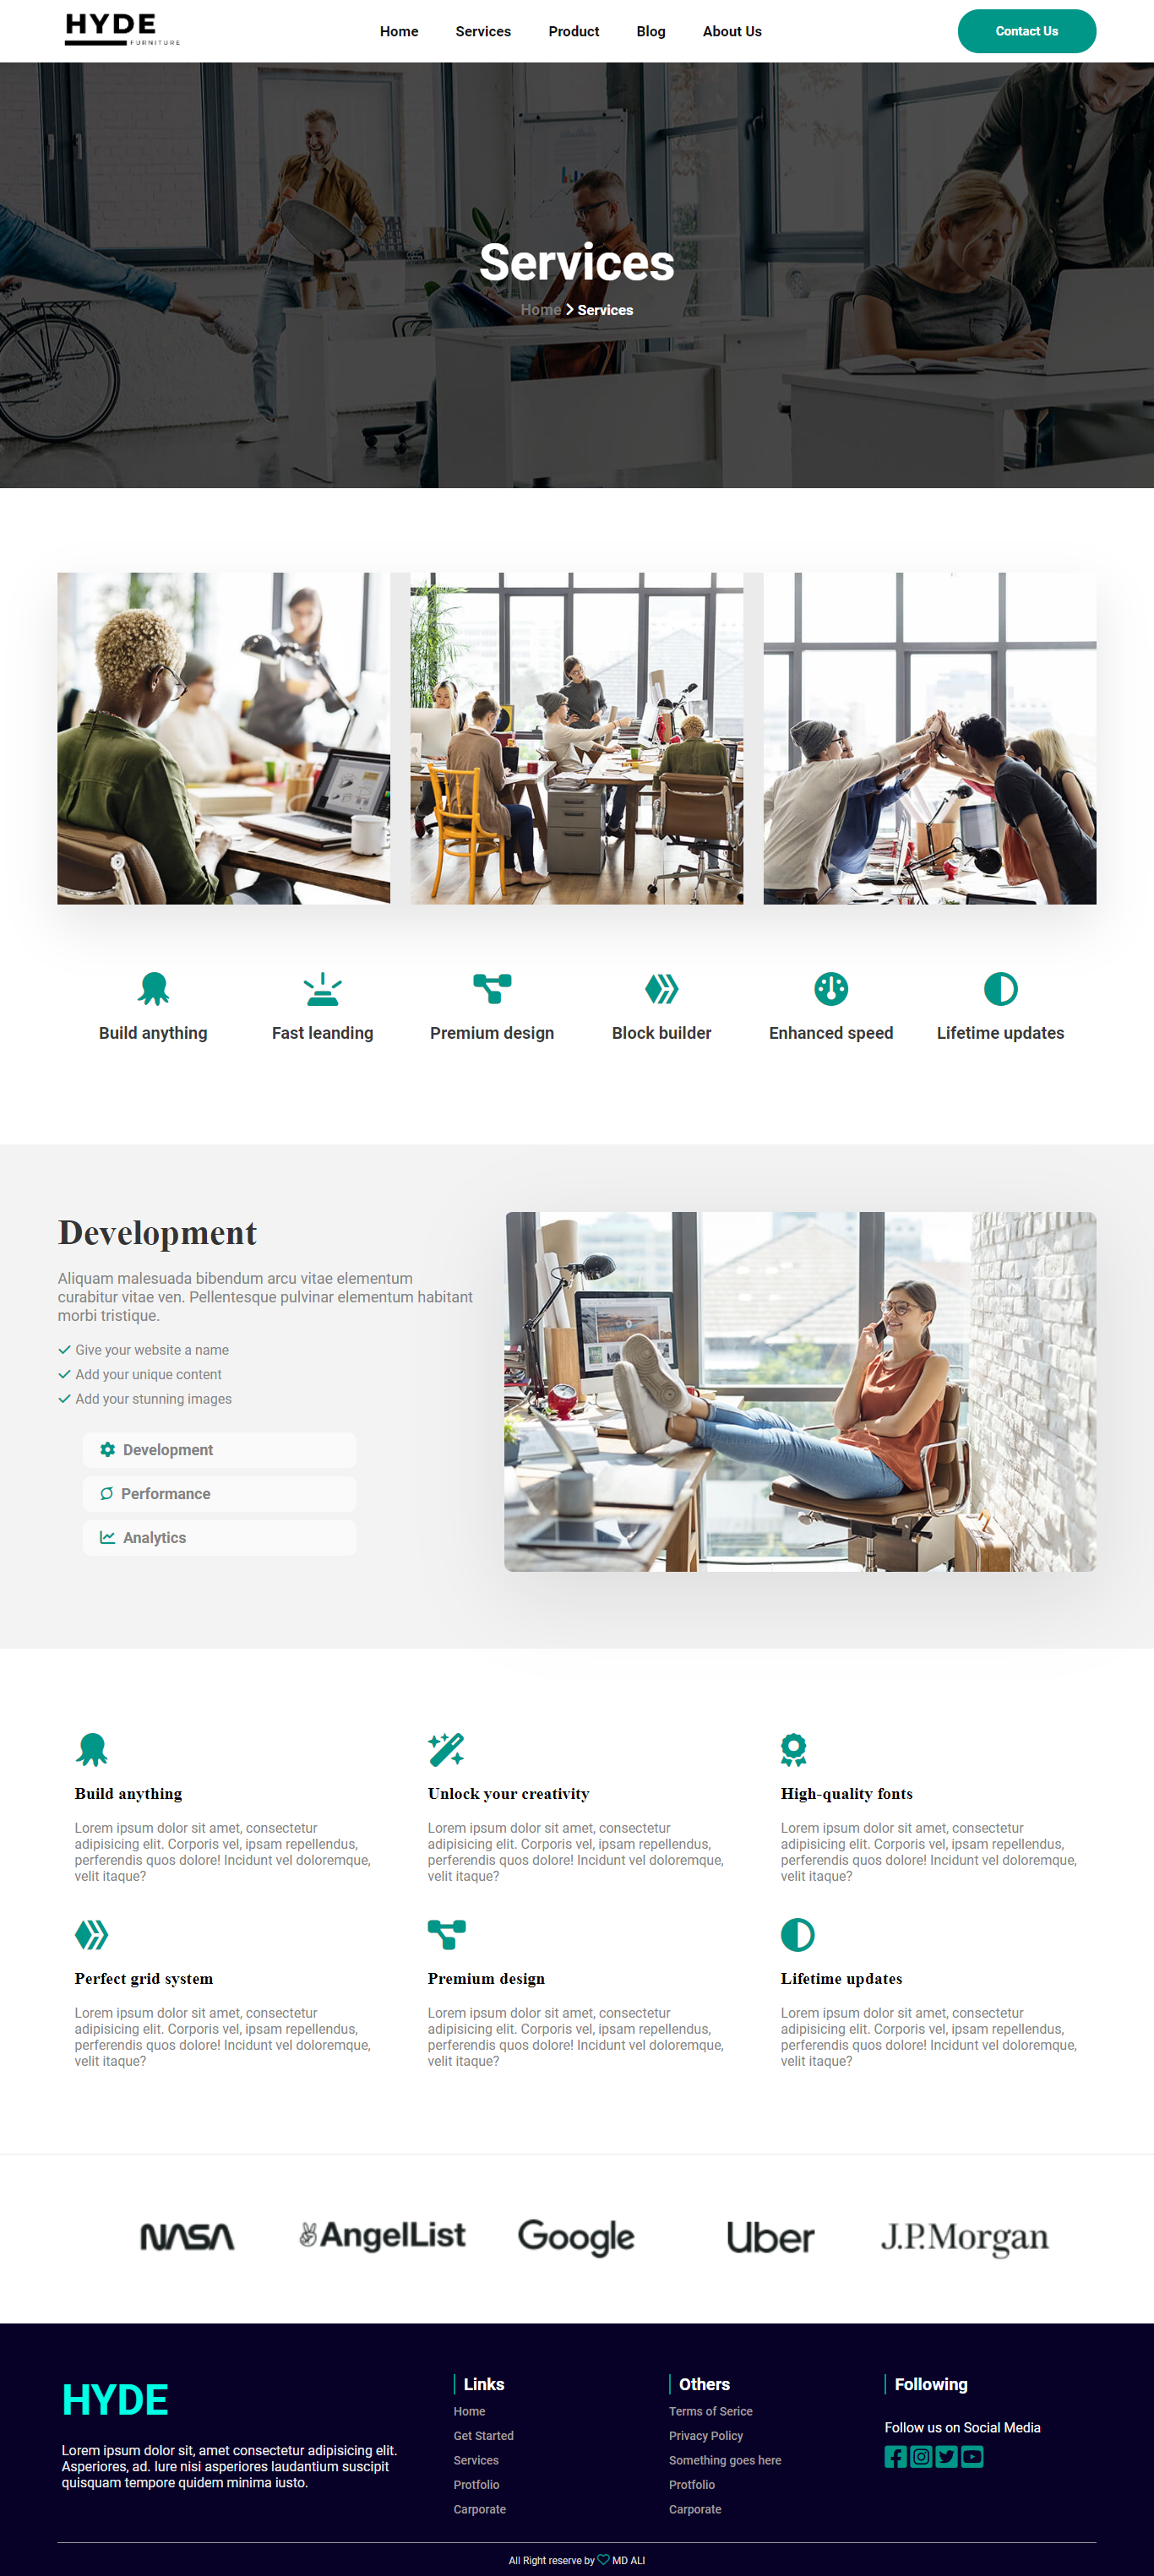 HYDE
FURNITURE
Home Services Product Blog About Us
Contact Us
Services
Home Services
Build anything
Fast leanding
Premium design
Block builder
Enhanced speed
Lifetime updates
Development
Aliquam malesuada bibendum arcu vitae elementum
curabitur vitae ven. Pellentesque pulvinar elementum habitant
morbi tristique.
Give your website a name
Add your unique content
Add your stunning images
Development
Performance
Analytics
Build anything
Lorem ipsum dolor sit amet, consectetur
adipisicing elit. Corporis vel, ipsam repellendus,
perferendis quos dolore! Incidunt vel doloremque,
velit itaque?
Unlock your creativity
Lorem ipsum dolor sit amet, consectetur
adipisicing elit. Corporis vel, ipsam repellendus,
perferendis quos dolore! Incidunt vel doloremque,
velit itaque?
High-quality fonts
Lorem ipsum dolor sit amet, consectetur
adipisicing elit. Corporis vel, ipsam repellendus,
perferendis quos dolore! Incidunt vel doloremque,
velit itaque?
Perfect grid system
Lorem ipsum dolor sit amet, consectetur
adipisicing elit. Corporis vel, ipsam repellendus,
perferendis quos dolore! Incidunt vel doloremque,
velit itaque?
Premium design
Lorem ipsum dolor sit amet, consectetur
adipisicing elit. Corporis vel, ipsam repellendus,
perferendis quos dolore! Incidunt vel doloremque,
velit itaque?
Lifetime updates
Lorem ipsum dolor sit amet, consectetur
adipisicing elit. Corporis vel, ipsam repellendus,
perferendis quos dolore! Incidunt vel doloremque,
velit itaque?
NASA
AngelList
Google
Uber
J.P.Morgan
HYDE
Lorem ipsum dolor sit, amet consectetur adipisicing elit.
Asperiores, ad. Iure nisi asperiores laudantium suscipit
quisquam tempore quidem minima iusto.
Links
Home
Get Started
Services
Protfolio
Carporate
Others
Terms of Serice
Privacy Policy
Something goes here
Protfolio
Carporate
Following
Follow us on Social Media
All Right reserve by MD ALI